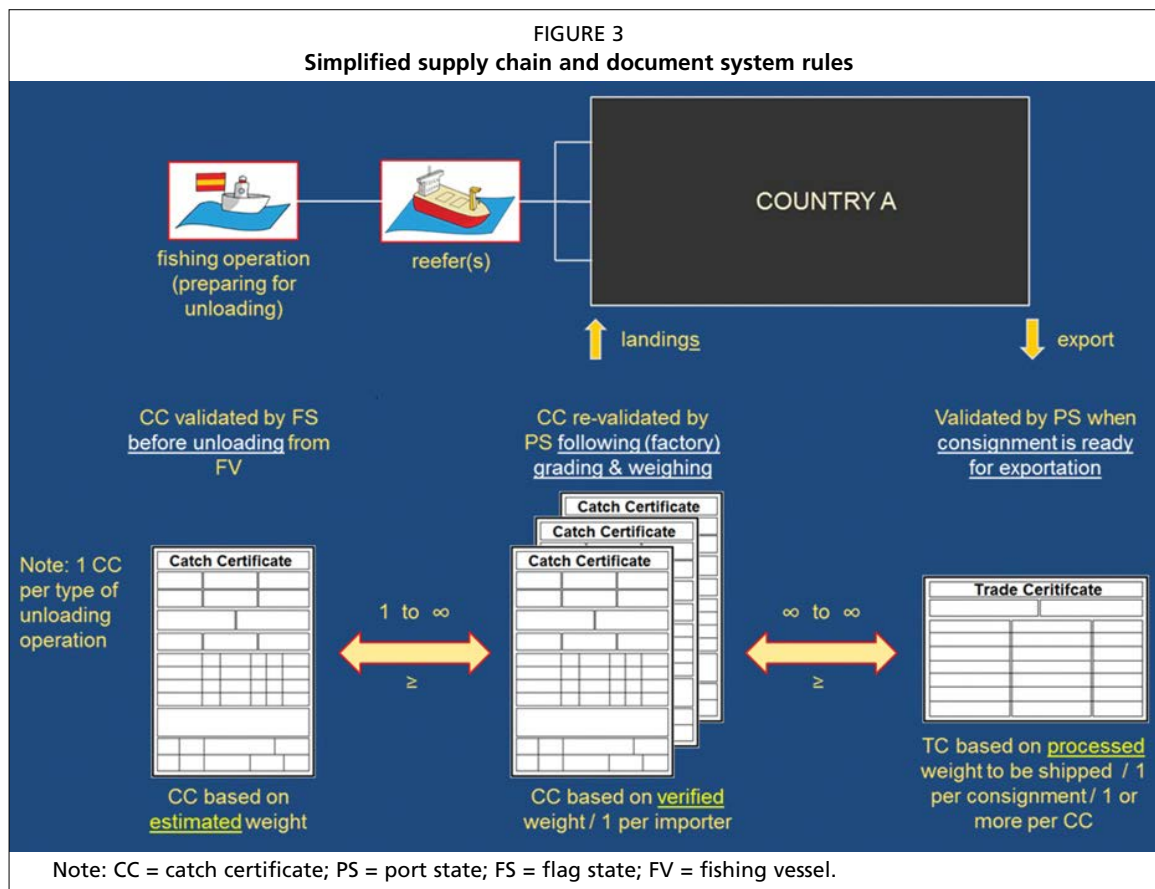 FIGURE 3
Simplified supply chain and document system rules
COUNTRY A
fishing operation
(preparing for
unloading)
reefer(s)
landings
export
CC validated by FS
before unloading from
FV
CC re-validated by
PS following (factory)
grading & weighing
Validated by PS when
consignment is ready
for exportation
Note: 1 CC
per type of
unloading
operation
Catch Certificate
Catch Certificate
Catch Certificate
Catch Certificate
Trade Ceritifcate
1 to ∞
≥
∞ to ∞
≥
CC based on
estimated weight
CC based on verified
weight / 1 per importer
TC based on processed
weight to be shipped / 1
per consignment / 1 or
more per CC
Note: CC = catch certificate; PS = port state; FS = flag state; FV = fishing vessel.